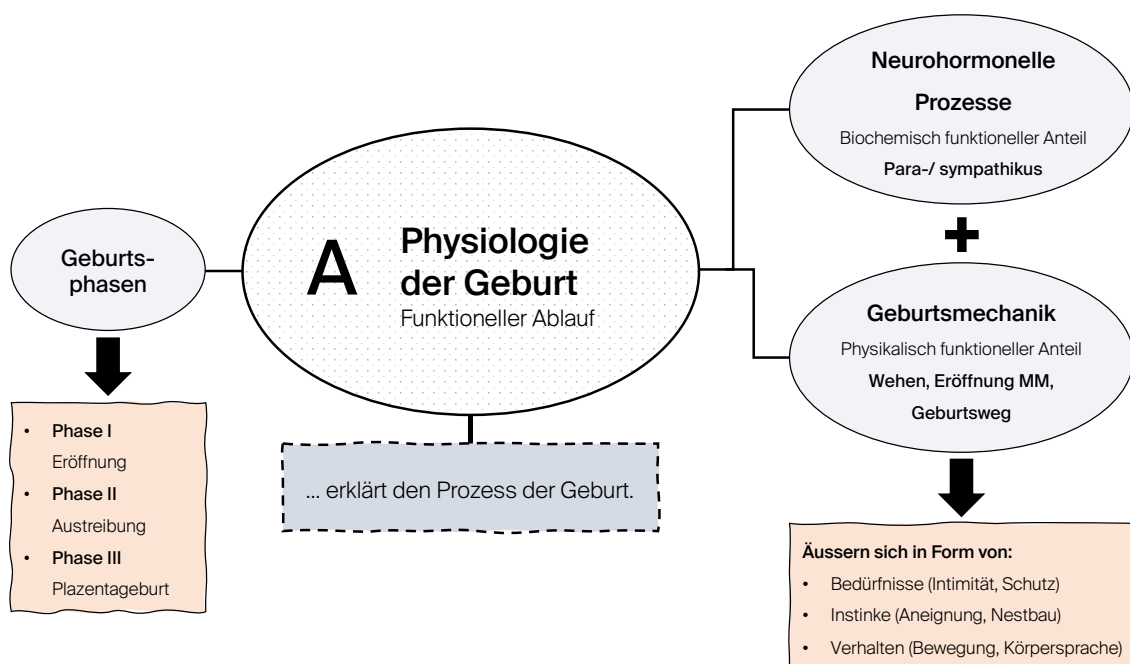 Geburts-
phasen
• Phase I
Eröffnung
• Phase II
Austreibung
• Phase III
Plazentageburt
A
Physiologie
der Geburt
Funktioneller Ablauf
... erklärt den Prozess der Geburt.
Neurohormonelle
Prozesse
Biochemisch funktioneller Anteil
Para-/ sympathikus
+
Geburtsmechanik
Physikalisch funktioneller Anteil
Wehen, Eröffnung MM,
Geburtsweg
Äussern sich in Form von:
• Bedürfnisse (Intimität, Schutz)
• Instinke (Aneignung, Nestbau)
• Verhalten (Bewegung, Körpersprache)